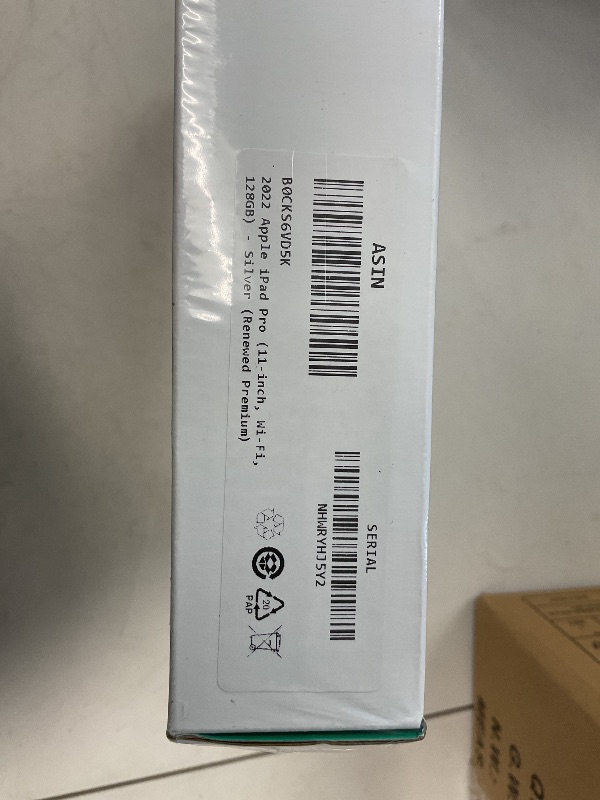 ASIN
B0CKS6VD5K
2022 Apple iPad Pro (11-inch, Wi-Fi,
128GB) - Silver (Renewed Premium)
SERIAL
NHWRYHJ5Y2
20
PAP